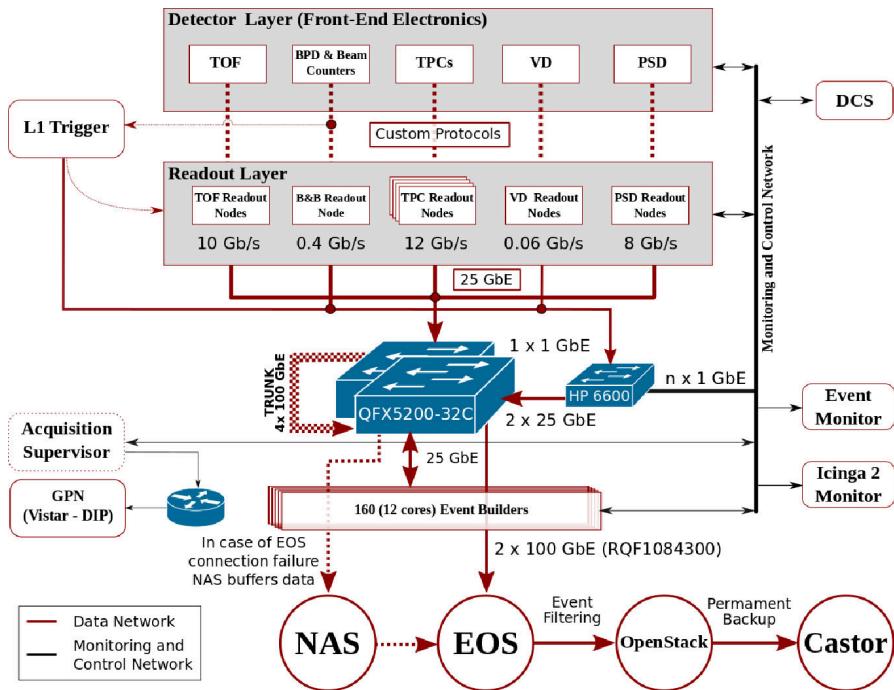 Detector Layer (Front-End Electronics)
TOF
BPD & Beam
Counters
TPCs
VD
PSD
DCS
L1 Trigger
Custom Protocols
Readout Layer
TOF Readout
Nodes
B&B Readout
Node
TPC Readout
Nodes
VD Readout
Nodes
PSD Readout
Nodes
10 Gb/s
0.4 Gb/s
12 Gb/s
0.06 Gb/s
8 Gb/s
Monitoring and Control Network
25 GbE
1 x 1 GbE
TRUNK
4x 100 GbE
QFX5200-32C
HP 6600
n x 1 GbE
2 x 25 GbE
Event
Monitor
Acquisition
Supervisor
25 GbE
Icinga 2
Monitor
GPN
(Vistar - DIP)
160 (12 cores) Event Builders
In case of EOS
connection failure
NAS buffers data
2 x 100 GbE (RQF1084300)
Data Network
Monitoring and
Control Network
NAS
EOS
Event
Filtering
OpenStack
Permament
Backup
Castor